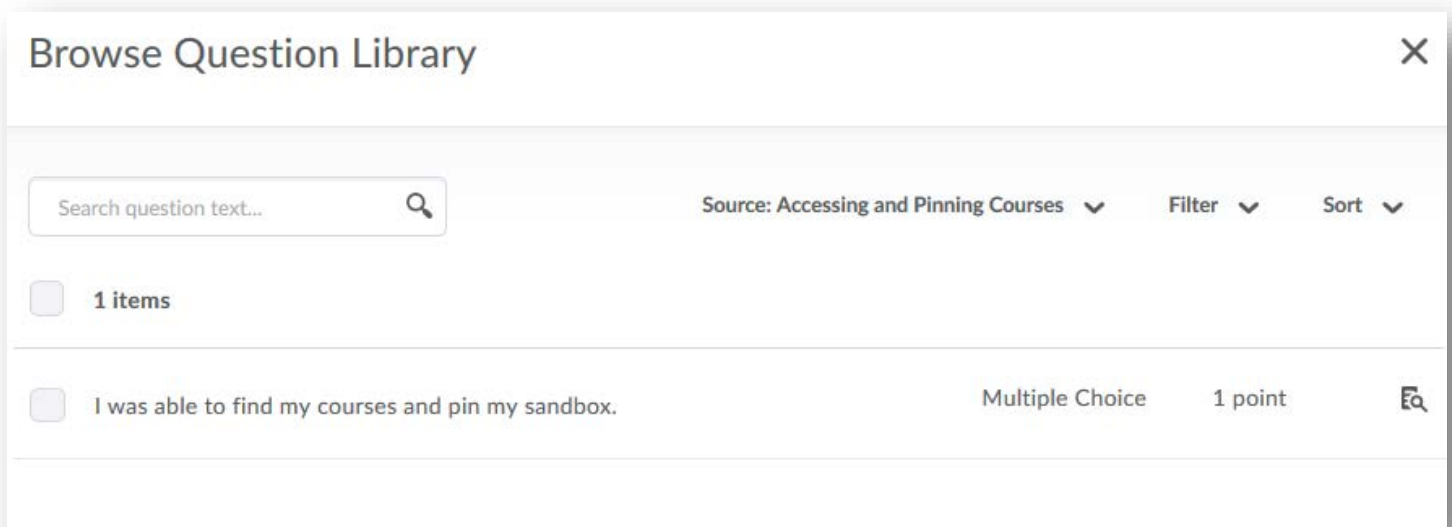 Browse Question Library
Search question text...
Source: Accessing and Pinning Courses
Filter
Sort
1 items
I was able to find my courses and pin my sandbox.
Multiple Choice
1 point